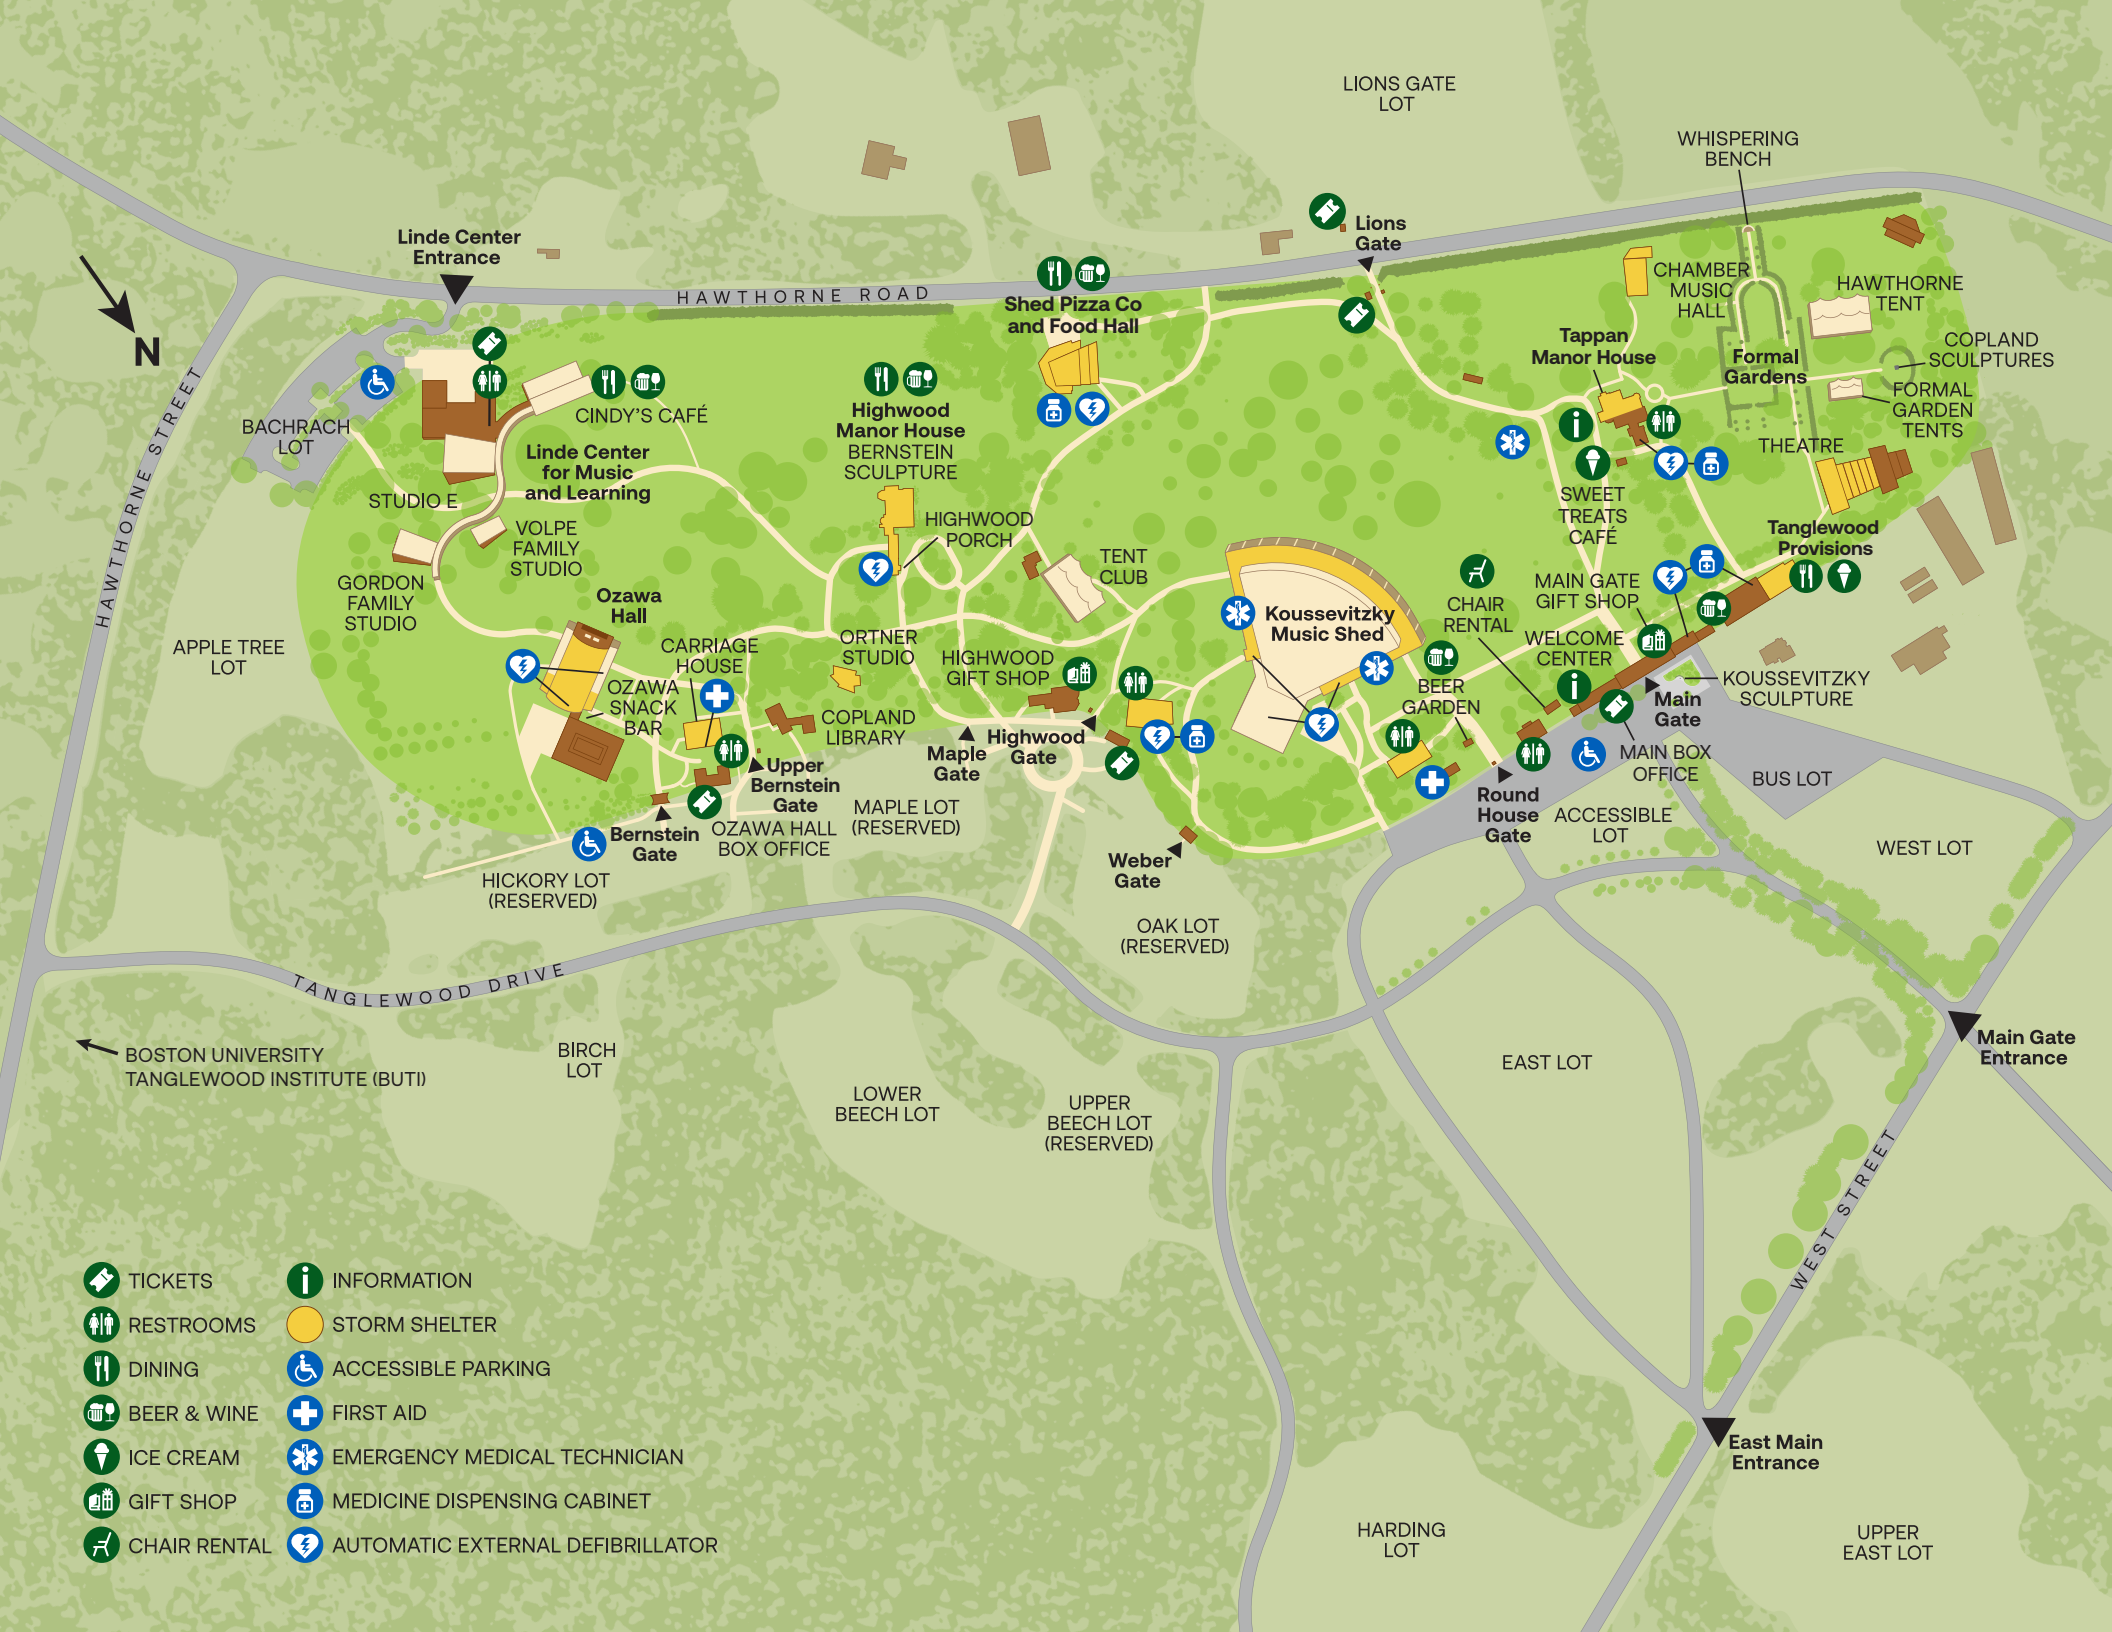 LIONS GATE
LOT
WHISPERING
BENCH
Linde Center
Entrance
Lions
Gate
HAWTHORNE ROAD
Shed Pizza Co
and Food Hall
CHAMBER
MUSIC
HALL
HAWTHORNE
TENT
N
Tappan
Manor House
Formal
Gardens
COPLAND
SCULPTURES
FORMAL
GARDEN
TENTS
THEATRE
HAWTHORNE STREET
BACHRACH
LOT
CINDY'S CAFÉ
Highwood
Manor House
BERNSTEIN
SCULPTURE
Linde Center
for Music
and Learning
STUDIO E
VOLPE
FAMILY
STUDIO
HIGHWOOD
PORCH
SWEET
TREATS
CAFÉ
Tanglewood
Provisions
GORDON
FAMILY
STUDIO
Ozawa
Hall
TENT
CLUB
CHAIR
RENTAL
MAIN GATE
GIFT SHOP
Koussevitzky
Music Shed
APPLE TREE
LOT
CARRIAGE
HOUSE
ORTNER
STUDIO
HIGHWOOD
GIFT SHOP
WELCOME
CENTER
OZAWA
SNACK
BAR
BEER
GARDEN
KOUSSEVITZKY
SCULPTURE
Main
Gate
COPLAND
LIBRARY
Maple
Gate
Highwood
Gate
MAIN BOX
OFFICE
BUS LOT
Upper
Bernstein
Gate
MAPLE LOT
(RESERVED)
Round
House
Gate
ACCESSIBLE
LOT
Bernstein
Gate
OZAWA HALL
BOX OFFICE
WEST LOT
Weber
Gate
HICKORY LOT
(RESERVED)
OAK LOT
(RESERVED)
TANGLEWOOD DRIVE
BOSTON UNIVERSITY
TANGLEWOOD INSTITUTE (BUTI)
BIRCH
LOT
LOWER
BEECH LOT
UPPER
BEECH LOT
(RESERVED)
EAST LOT
Main Gate
Entrance
WEST STREET
East Main
Entrance
HARDING
LOT
UPPER
EAST LOT
TICKETS
RESTROOMS
DINING
BEER & WINE
ICE CREAM
GIFT SHOP
CHAIR RENTAL
INFORMATION
STORM SHELTER
ACCESSIBLE PARKING
FIRST AID
EMERGENCY MEDICAL TECHNICIAN
MEDICINE DISPENSING CABINET
AUTOMATIC EXTERNAL DEFIBRILLATOR